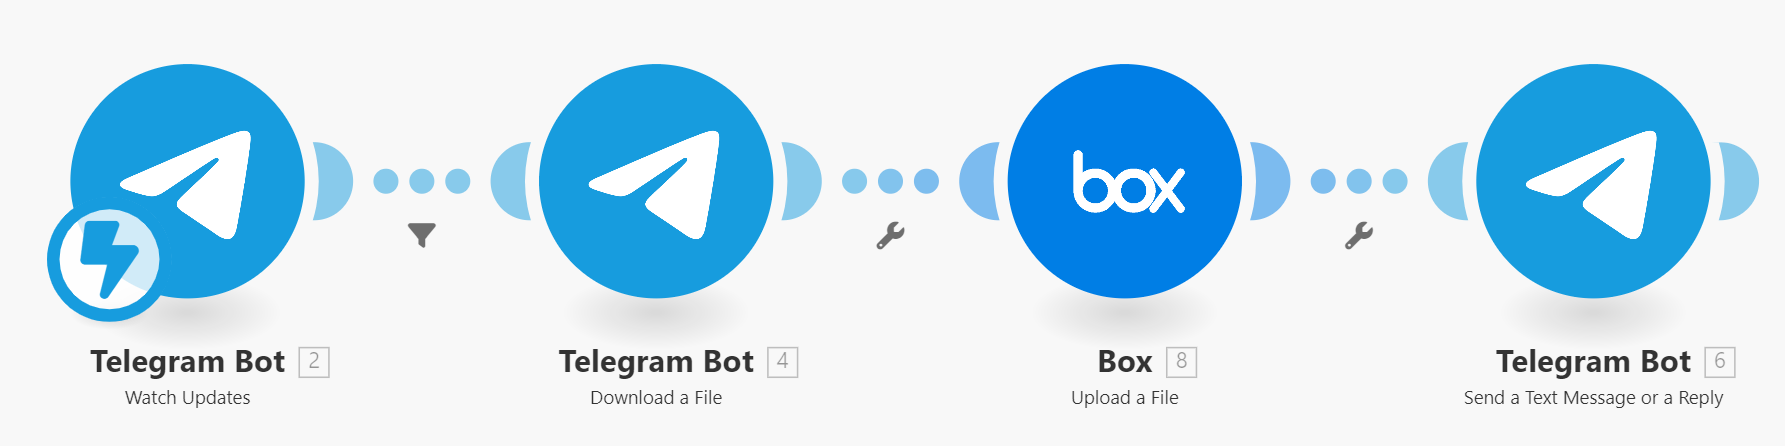 box
Telegram Bot 2
Watch Updates
Telegram Bot 4
Download a File
Box 8
Upload a File
Telegram Bot 6
Send a Text Message or a Reply